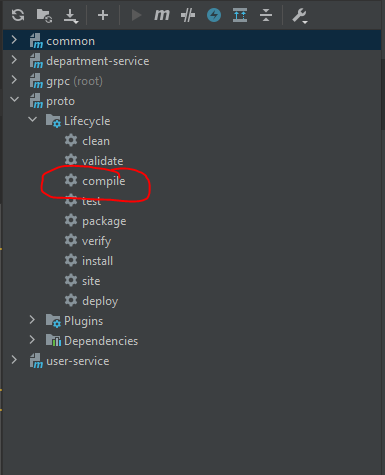 m
common
department-service
grpc (root)
proto
Lifecycle
clean
validate
compile
test
package
verify
install
site
deploy
Plugins
Dependencies
user-service